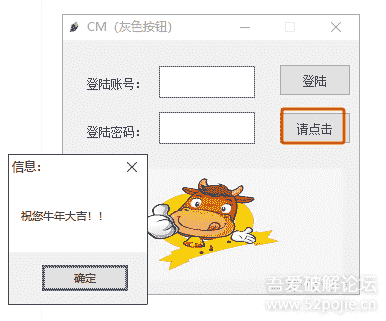 CM（灰色按钮）
登陆账号：
登陆
登陆密码：
请点击
信息：
祝您牛年大吉！！
确定
吾爱破解论坛
www.52pojie.cn